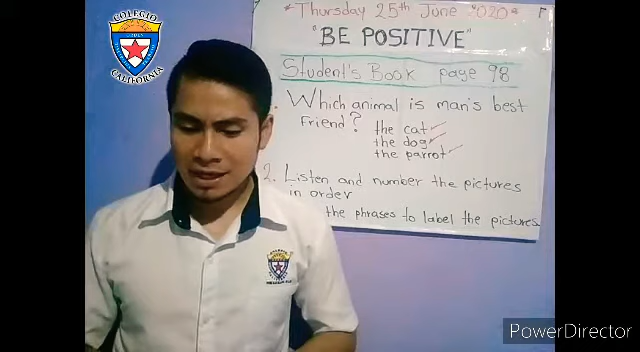 COLEGIO
CALIFORNIA
* Thursday 25th June 2020 *
"BE POSITIVE"
Student's Book page 98
Which animal is man's best
friend?
the cat
the dog
the parrot
2. Listen and number the pictures
in order
the phrases to label the pictures
COLEGIO
PowerDirector